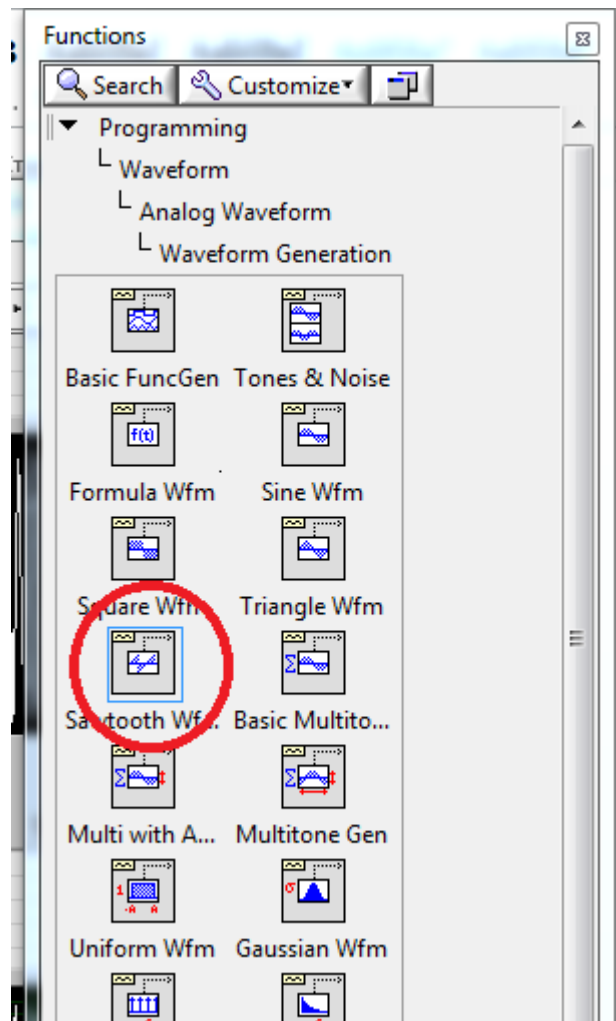 Functions
Search Customize
Programming
Waveform
Analog Waveform
Waveform Generation
Basic FuncGen Tones & Noise
f(t)
Formula Wfm Sine Wfm
Square Wfm Triangle Wfm
Σ
Sawtooth Wf... Basic Multito...
Σ Σ
Multi with A... Multitone Gen
1 -A A σ
Uniform Wfm Gaussian Wfm